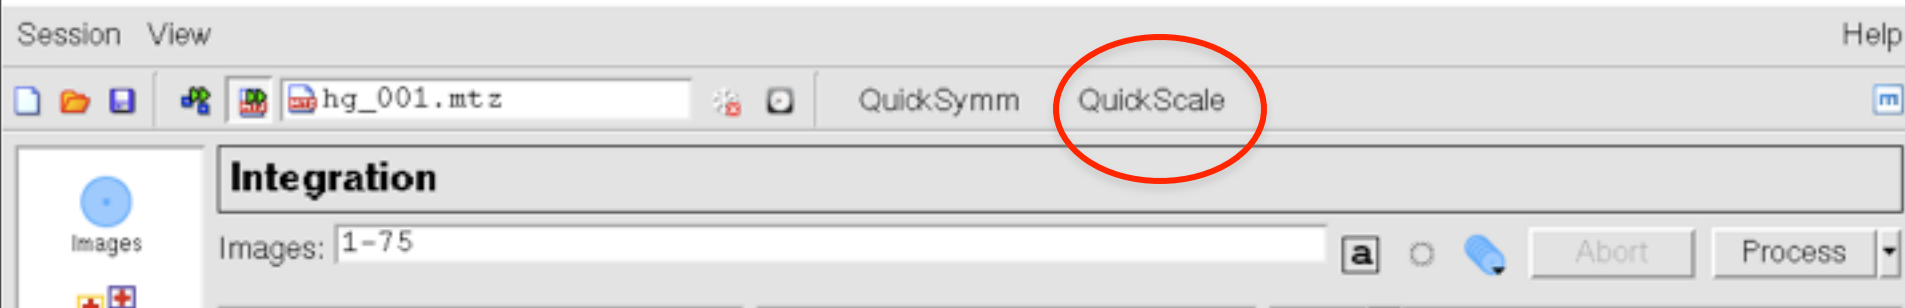 Session View Help
hg_001.mtz QuickSymm QuickScale m
Integration
Images
Images: 1-75 a Abort Process